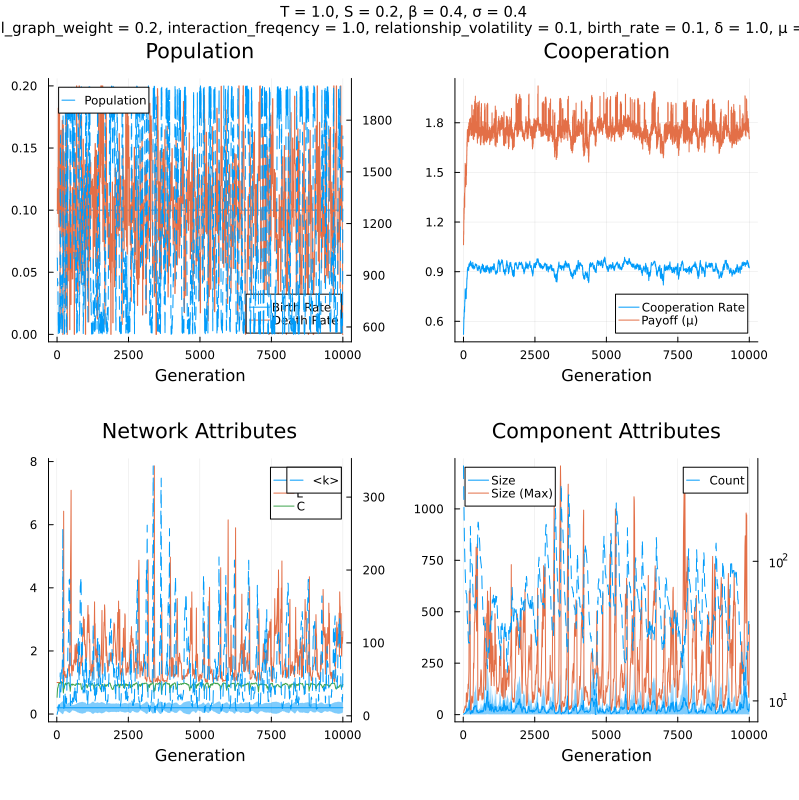 T = 1.0, S = 0.2, β = 0.4, σ = 0.4
l_graph_weight = 0.2, interaction_freqency = 1.0, relationship_volatility = 0.1, birth_rate = 0.1, δ = 1.0, μ =
Population
Cooperation
0.20
0.15
0.10
0.05
0.00
Population
Birth Rate
Death Rate
1800
1500
1200
900
600
0 2500 5000 7500 10000
Generation
1.8
1.5
1.2
0.9
0.6
Cooperation Rate
Payoff (μ)
0 2500 5000 7500 10000
Generation
Network Attributes
Component Attributes
8
6
4
2
0
<k>
C
300
200
100
0
0 2500 5000 7500 10000
Generation
1000
750
500
250
0
Size
Size (Max)
Count
10²
10¹
0 2500 5000 7500 10000
Generation